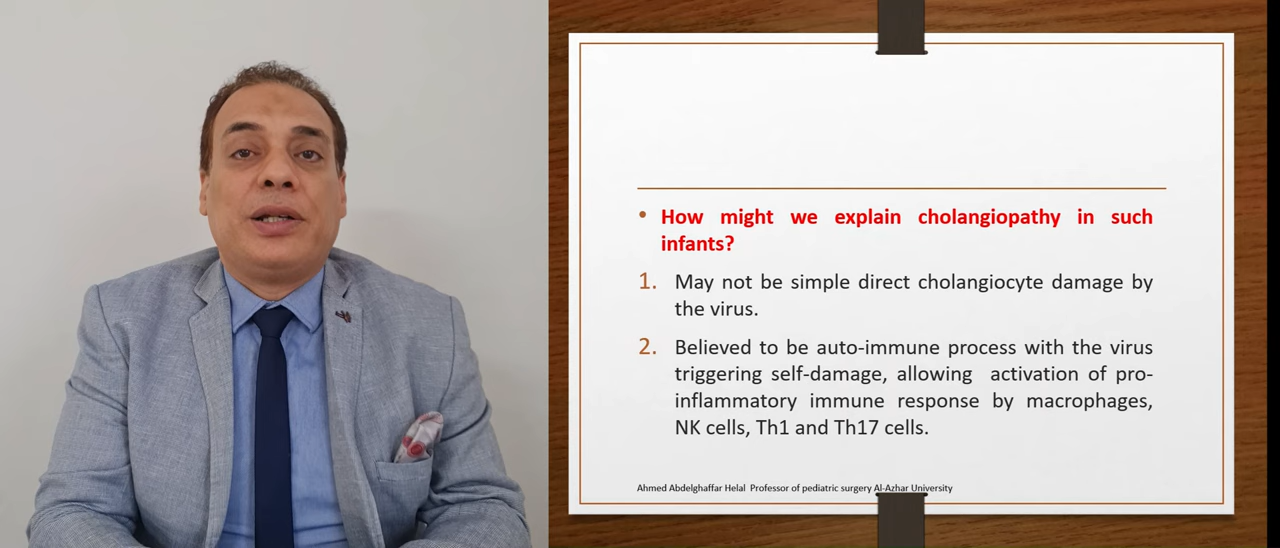 • How might we explain cholangiopathy in such
infants?
1. May not be simple direct cholangiocyte damage by
the virus.
2. Believed to be auto-immune process with the virus
triggering self-damage, allowing activation of pro-
inflammatory immune response by macrophages,
NK cells, Th1 and Th17 cells.
Ahmed Abdelghaffar Helal Professor of pediatric surgery Al-Azhar University